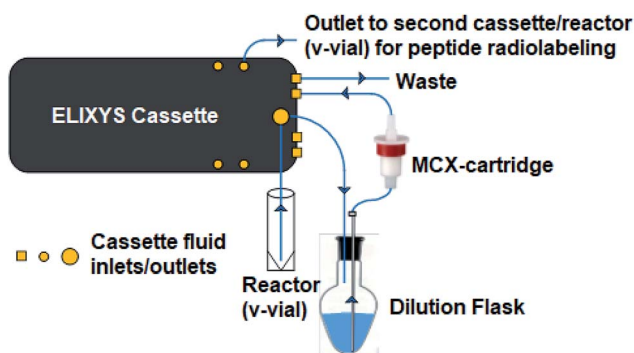 Outlet to second cassette/reactor
(v-vial) for peptide radiolabeling
Waste
ELIXYS Cassette
MCX-cartridge
Cassette fluid
inlets/outlets
Reactor
(v-vial)
Dilution Flask